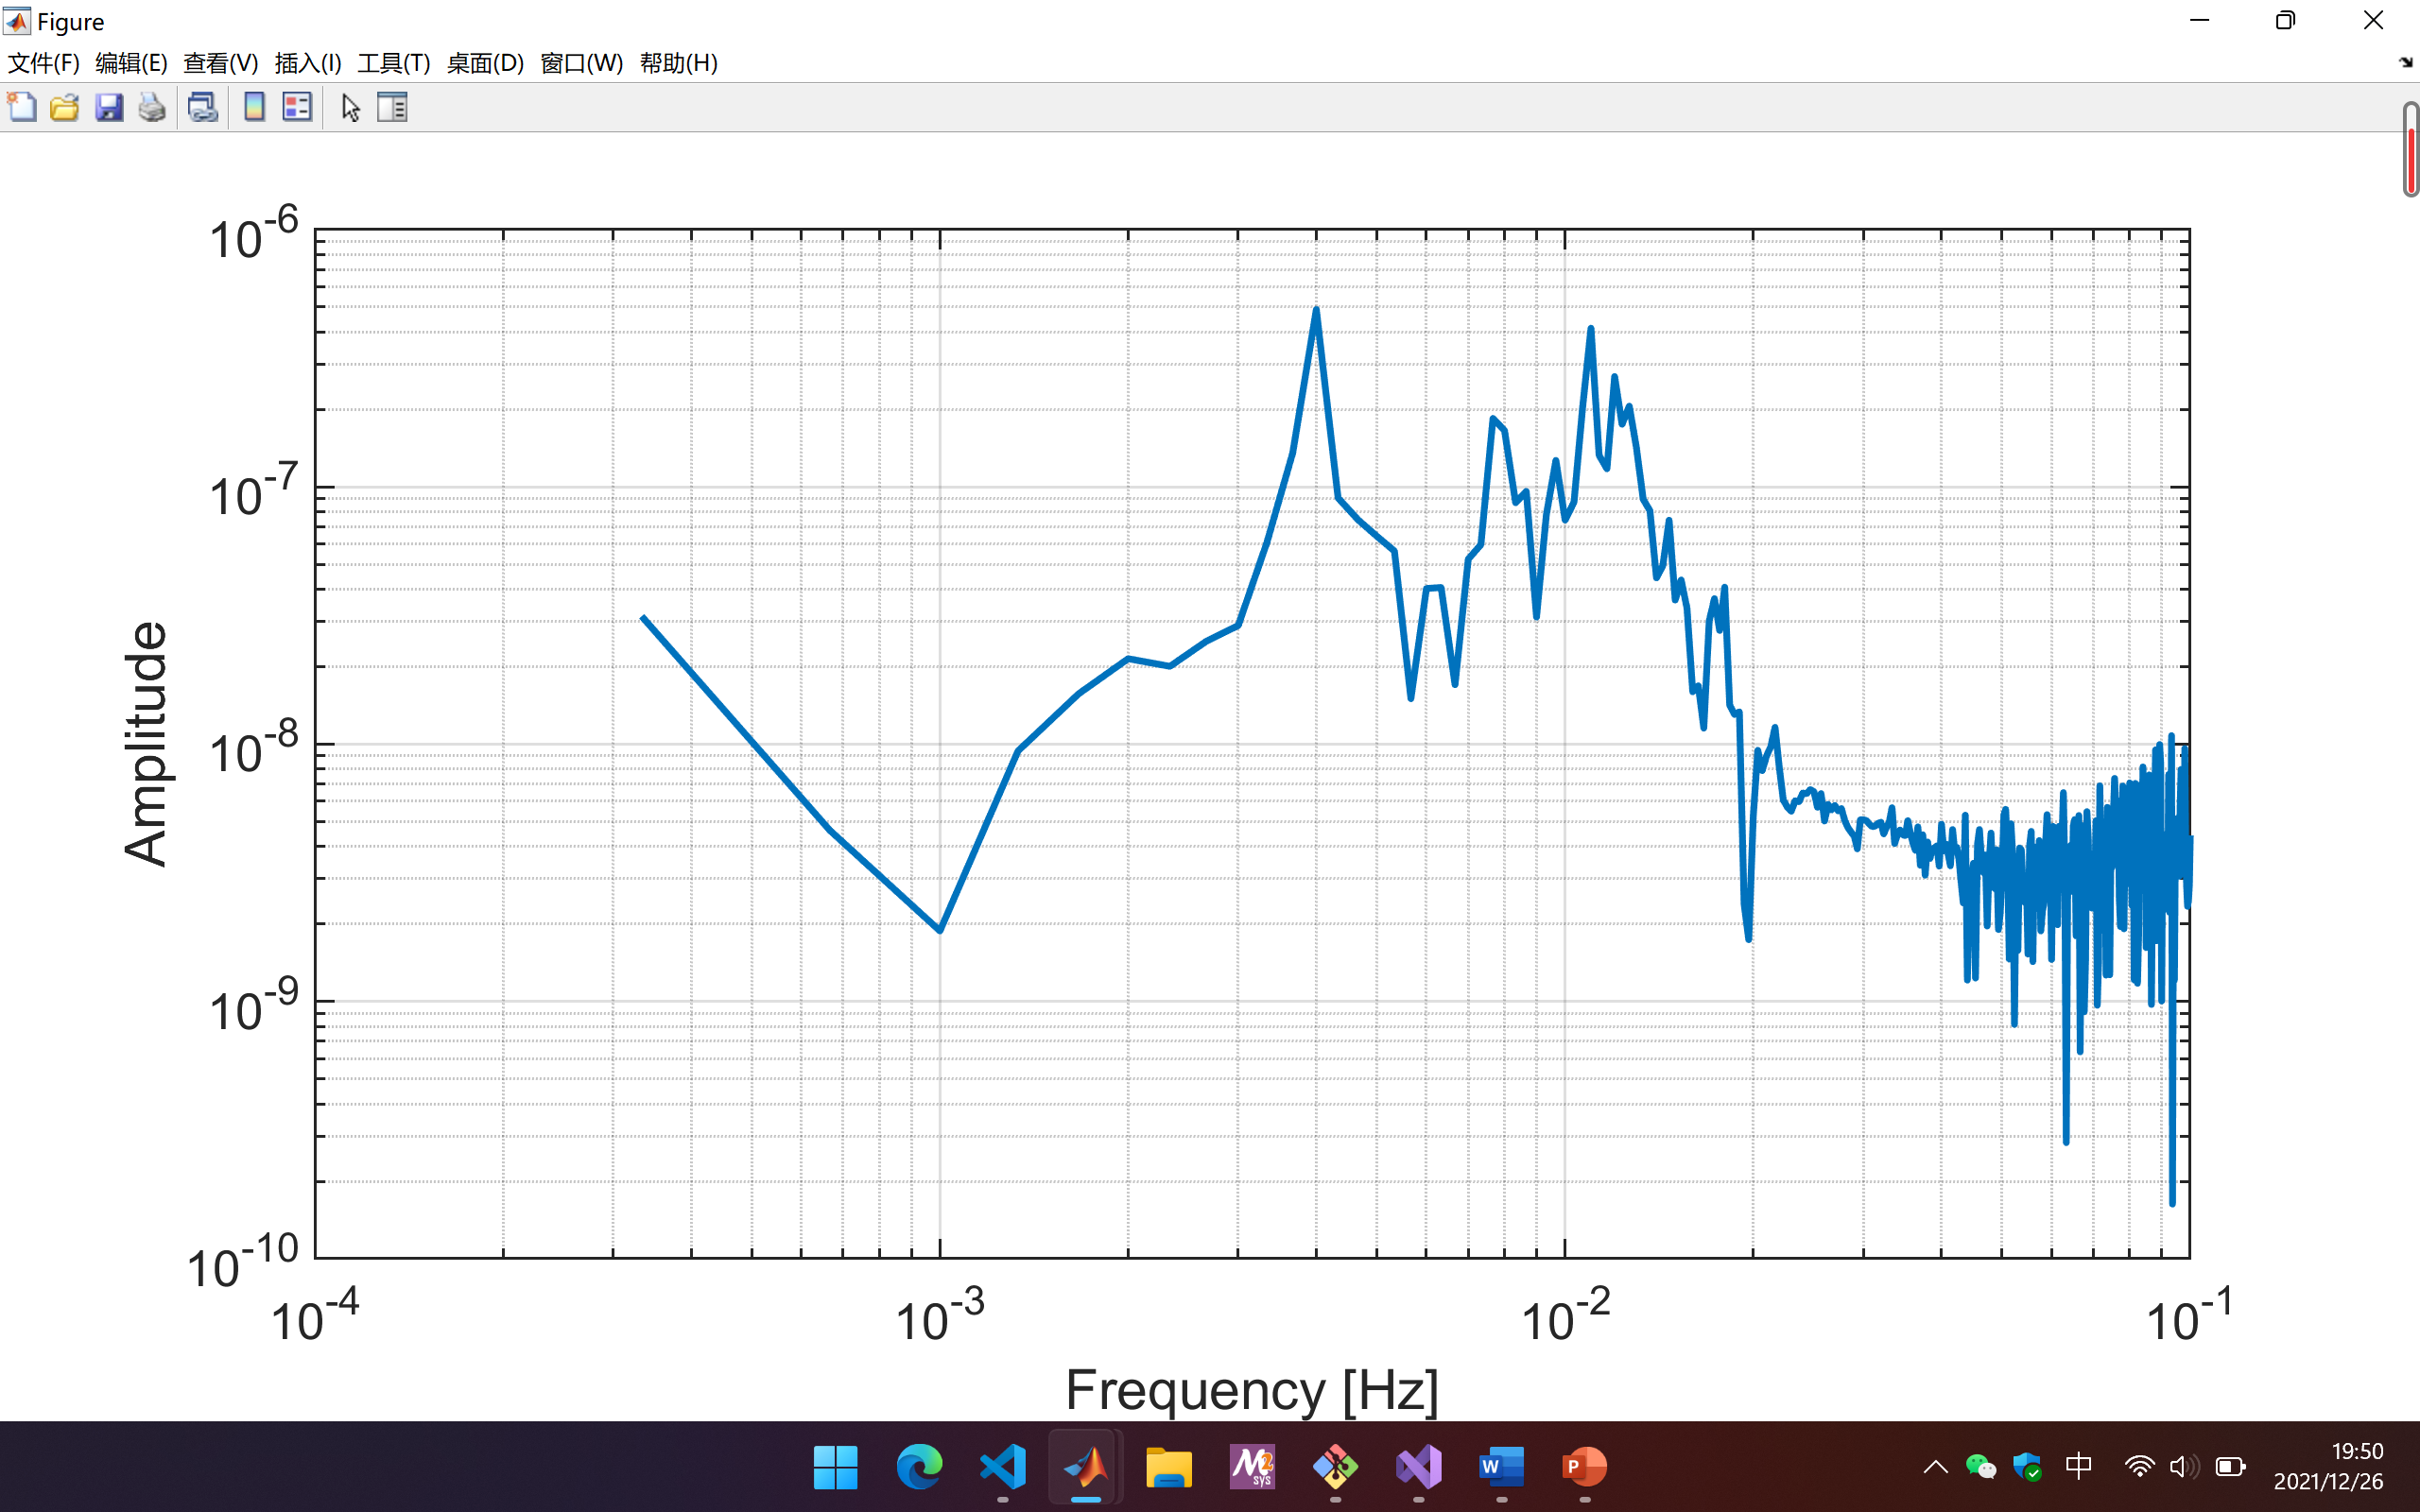 Figure
文件(F) 编辑(E) 查看(V) 插入(I) 工具(T) 桌面(D) 窗口(W) 帮助(H)
10-6
10-7
10-8
10-9
10-10
Amplitude
10-4 10-3 10-2 10-1
Frequency [Hz]
M2
sys
W
P
中
19:50
2021/12/26